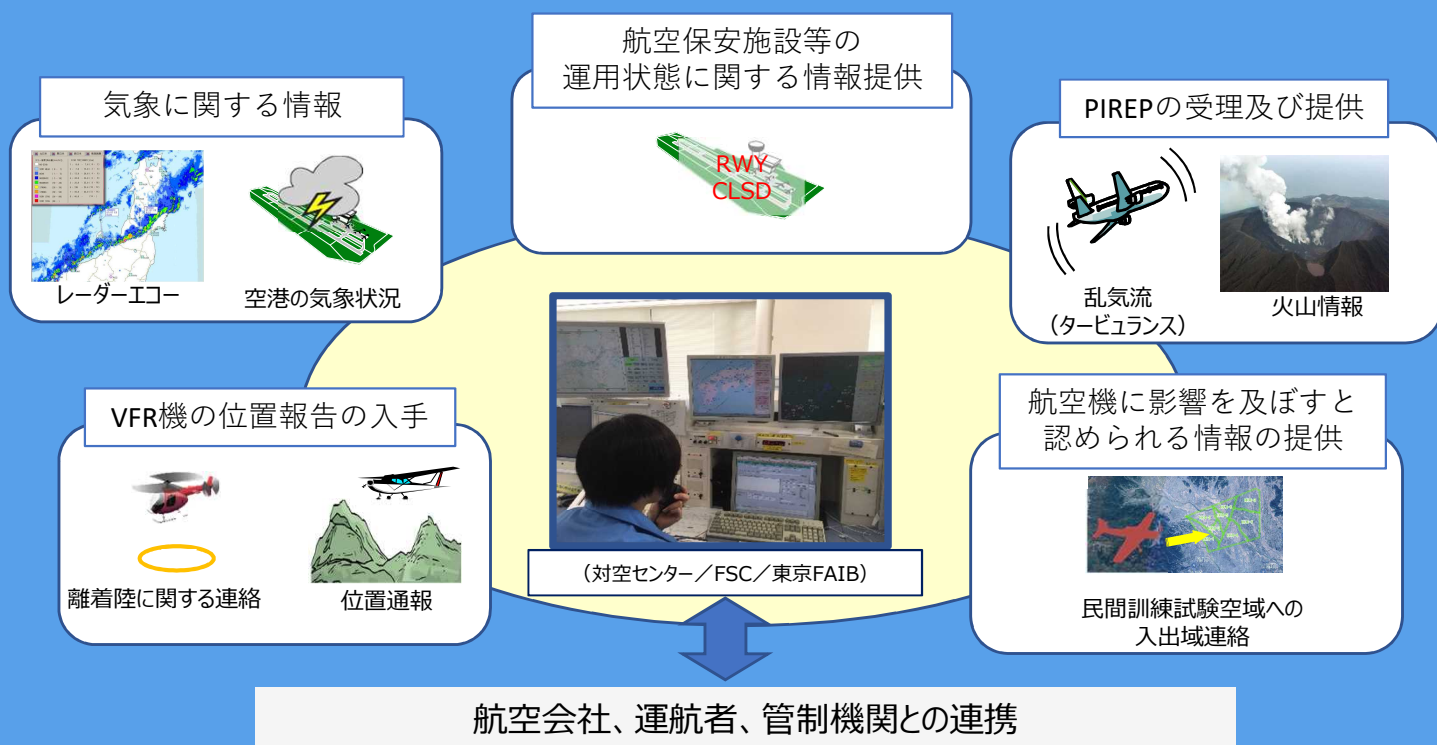 航空保安施設等の
運用状態に関する情報提供
RWY
CLSD
気象に関する情報
レーダーエコー
空港の気象状況
PIREPの受理及び提供
乱気流
（タービュランス）
火山情報
VFR機の位置報告の入手
離着陸に関する連絡
位置通報
（対空センター／FSC／東京FAIB）
航空機に影響を及ぼすと
認められる情報の提供
民間訓練試験空域への
入出域連絡
航空会社、運航者、管制機関との連携